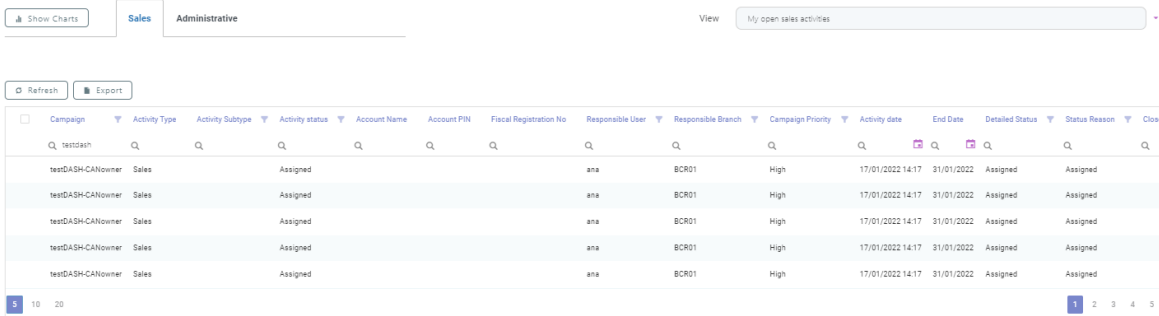 Show Charts Sales Administrative View My open sales activities
Refresh Export
Campaign Activity Type Activity Subtype Activity status Account Name Account PIN Fiscal Registration No Responsible User Responsible Branch Campaign Priority Activity date End Date Detailed Status Status Reason Close
testdash
testDASH-CANowner Sales Assigned ana BCR01 High 17/01/2022 14:17 31/01/2022 Assigned Assigned
testDASH-CANowner Sales Assigned ana BCR01 High 17/01/2022 14:17 31/01/2022 Assigned Assigned
testDASH-CANowner Sales Assigned ana BCR01 High 17/01/2022 14:17 31/01/2022 Assigned Assigned
testDASH-CANowner Sales Assigned ana BCR01 High 17/01/2022 14:17 31/01/2022 Assigned Assigned
testDASH-CANowner Sales Assigned ana BCR01 High 17/01/2022 14:17 31/01/2022 Assigned Assigned
5 10 20 1 2 3 4 5